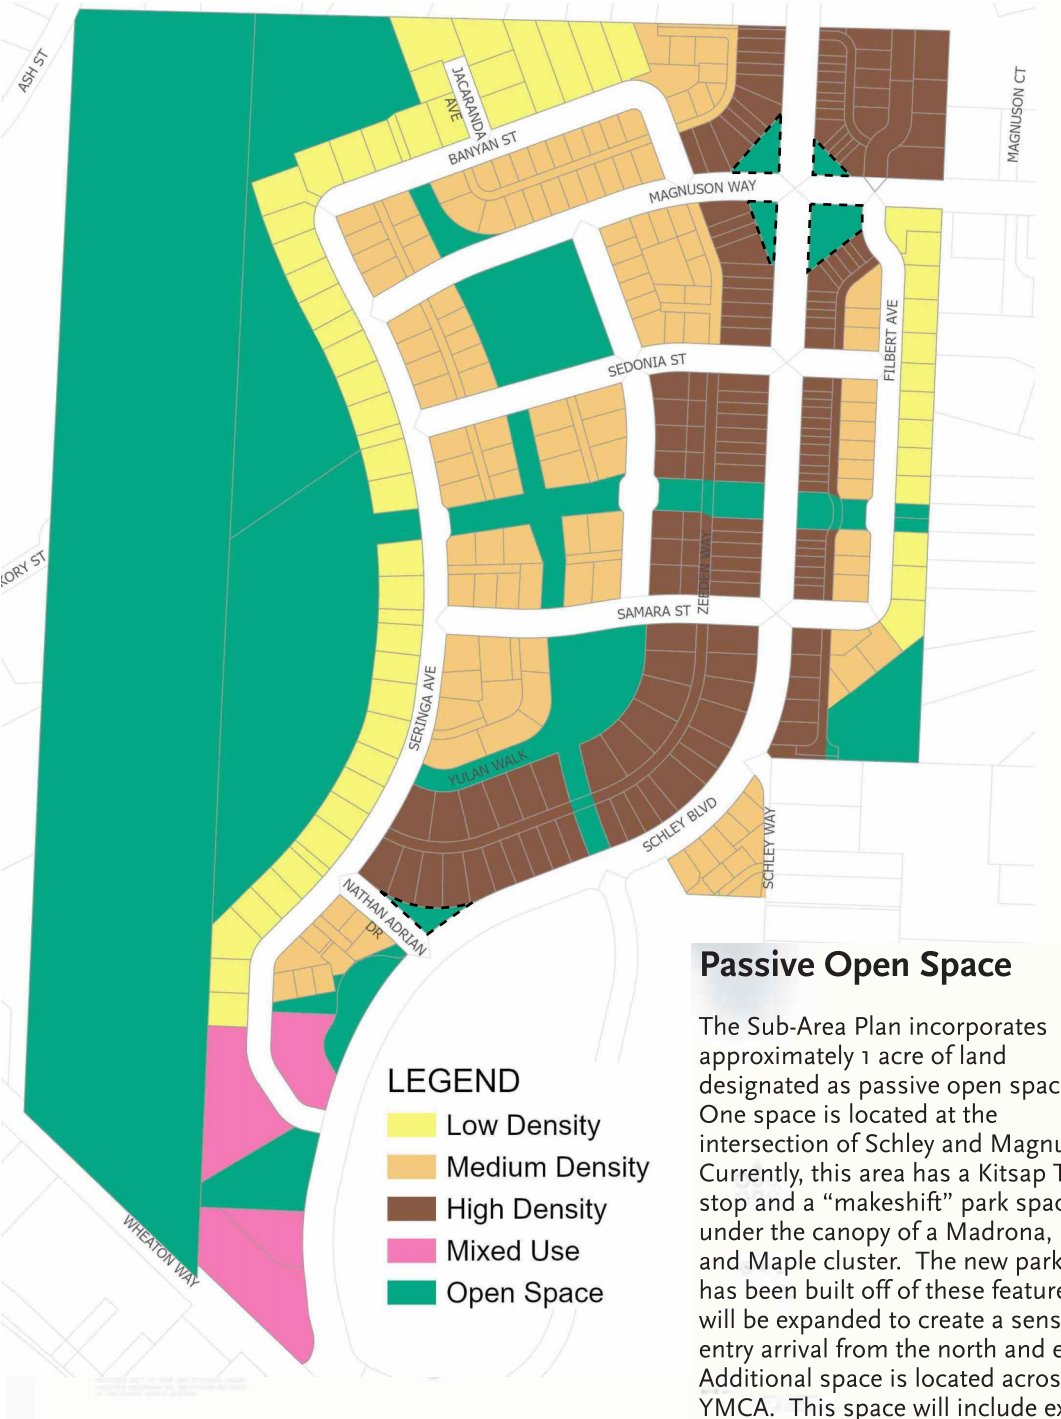 ASH ST
JACARANDA
AVE
BANYAN ST
MAGNUSON CT
MAGNUSON WAY
FILBERT AVE
SEDONIA ST
KORY ST
ZEEDEN WAY
SAMARA ST
SERINGA AVE
YULAN WALK
SCHLEY BLVD
SCHLEY WAY
NATHAN ADRIAN
DR
WHEATON WAY
LEGEND
Low Density
Medium Density
High Density
Mixed Use
Open Space
Passive Open Space
The Sub-Area Plan incorporates
approximately 1 acre of land
designated as passive open spac
One space is located at the
intersection of Schley and Magnu
Currently, this area has a Kitsap T
stop and a “makeshift” park spac
under the canopy of a Madrona,
and Maple cluster. The new park
has been built off of these feature
will be expanded to create a sens
entry arrival from the north and e
Additional space is located acros
YMCA. This space will include ex